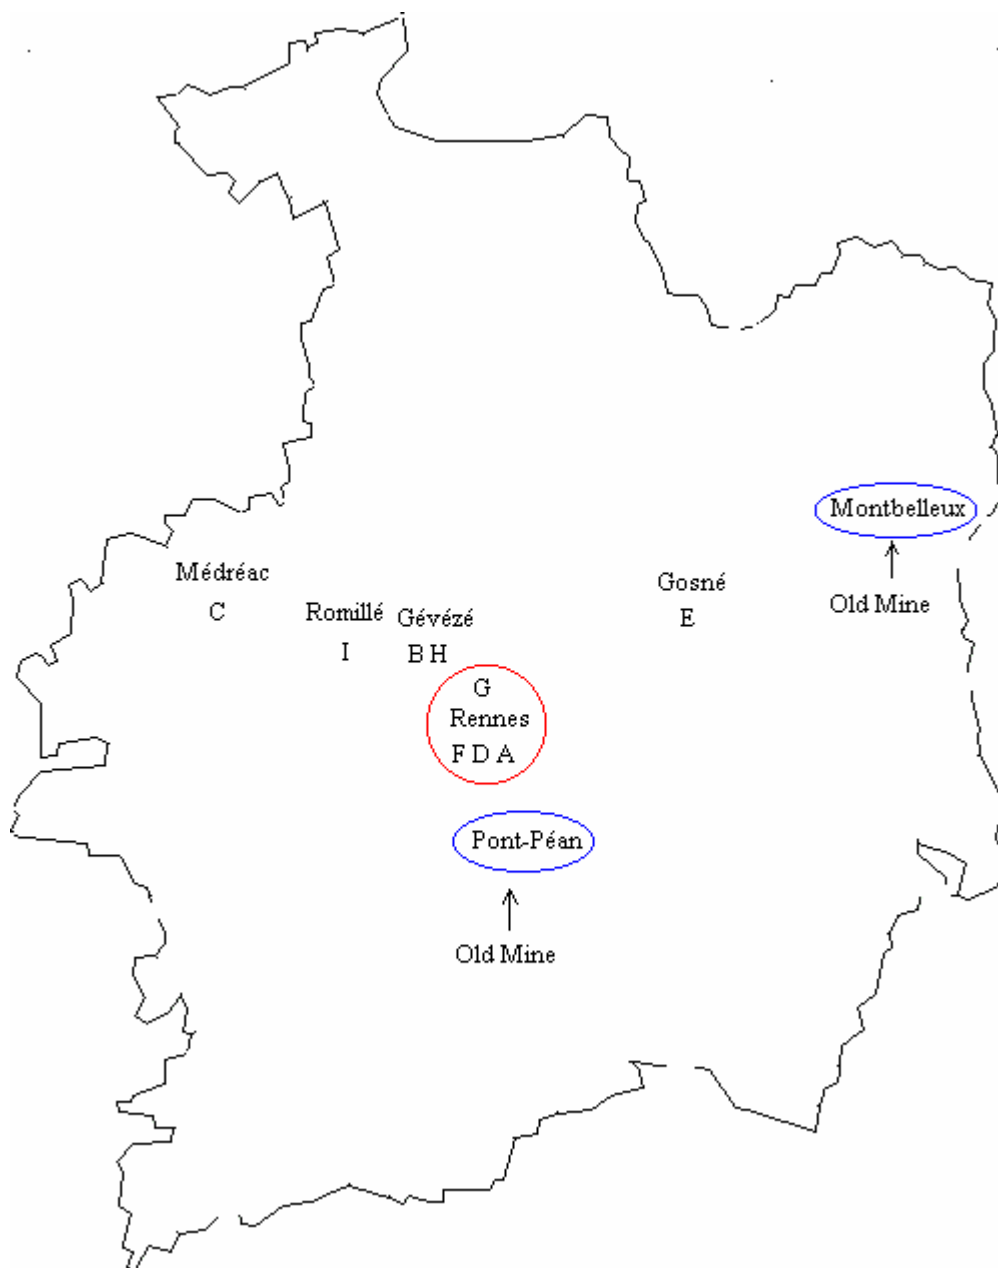 Montbelleux
Old Mine
Médréac
C
Romillé
I
Gévézé
B H
Gosné
E
G
Rennes
F D A
Pont-Péan
Old Mine